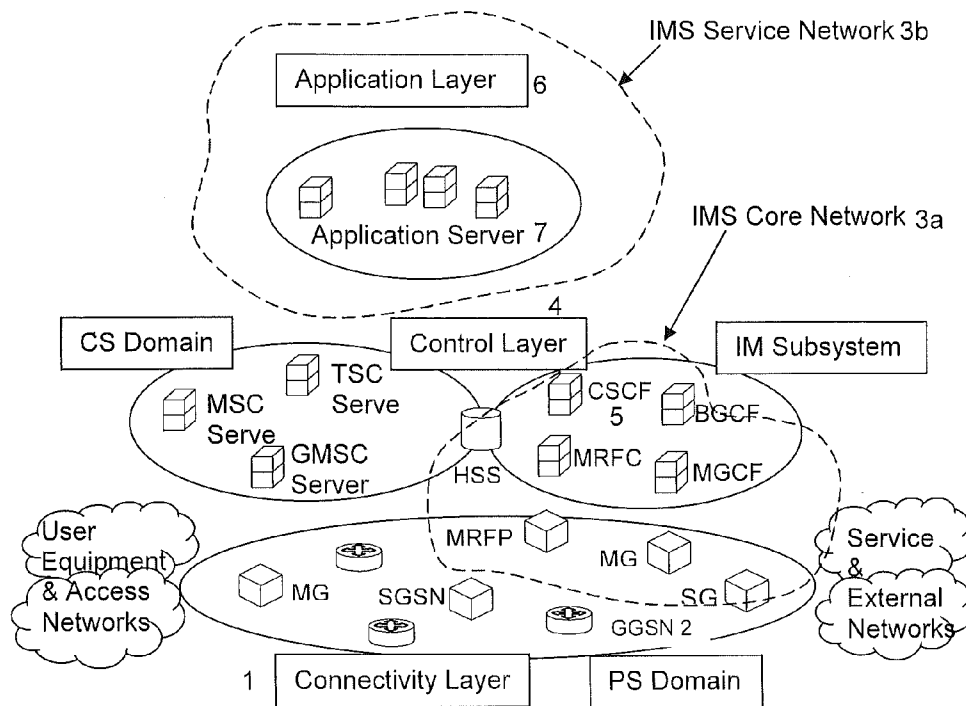 IMS Service Network 3b
Application Layer
6
Application Server 7
IMS Core Network 3a
4
CS Domain
Control Layer
IM Subsystem
TSC
Serve
MSC
Serve
GMSC
Server
HSS
CSCF
5
BGCF
MRFC
MGCF
User
Equipment
& Access
Networks
MRFP
MG
MG
SGSN
SG
GGSN 2
Service
&
External
Networks
1
Connectivity Layer
PS Domain